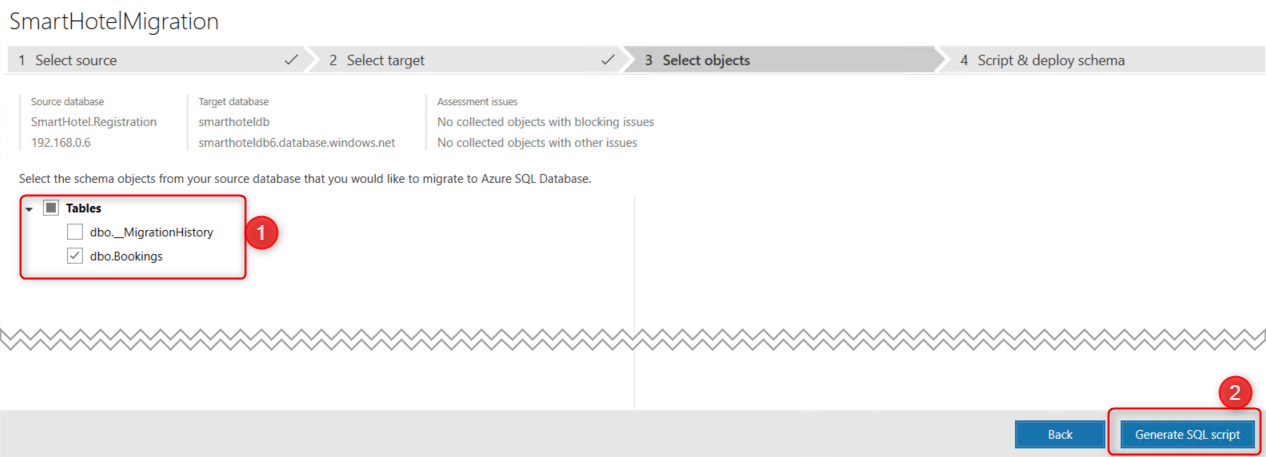 SmartHotelMigration
1 Select source
2 Select target
3 Select objects
4 Script & deploy schema
Source database
SmartHotel.Registration
192.168.0.6
Target database
smarthoteldb
smarthoteldb6.database.windows.net
Assessment issues
No collected objects with blocking issues
No collected objects with other issues
Select the schema objects from your source database that you would like to migrate to Azure SQL Database.
Tables
dbo.__MigrationHistory
dbo.Bookings
1
2
Back
Generate SQL script